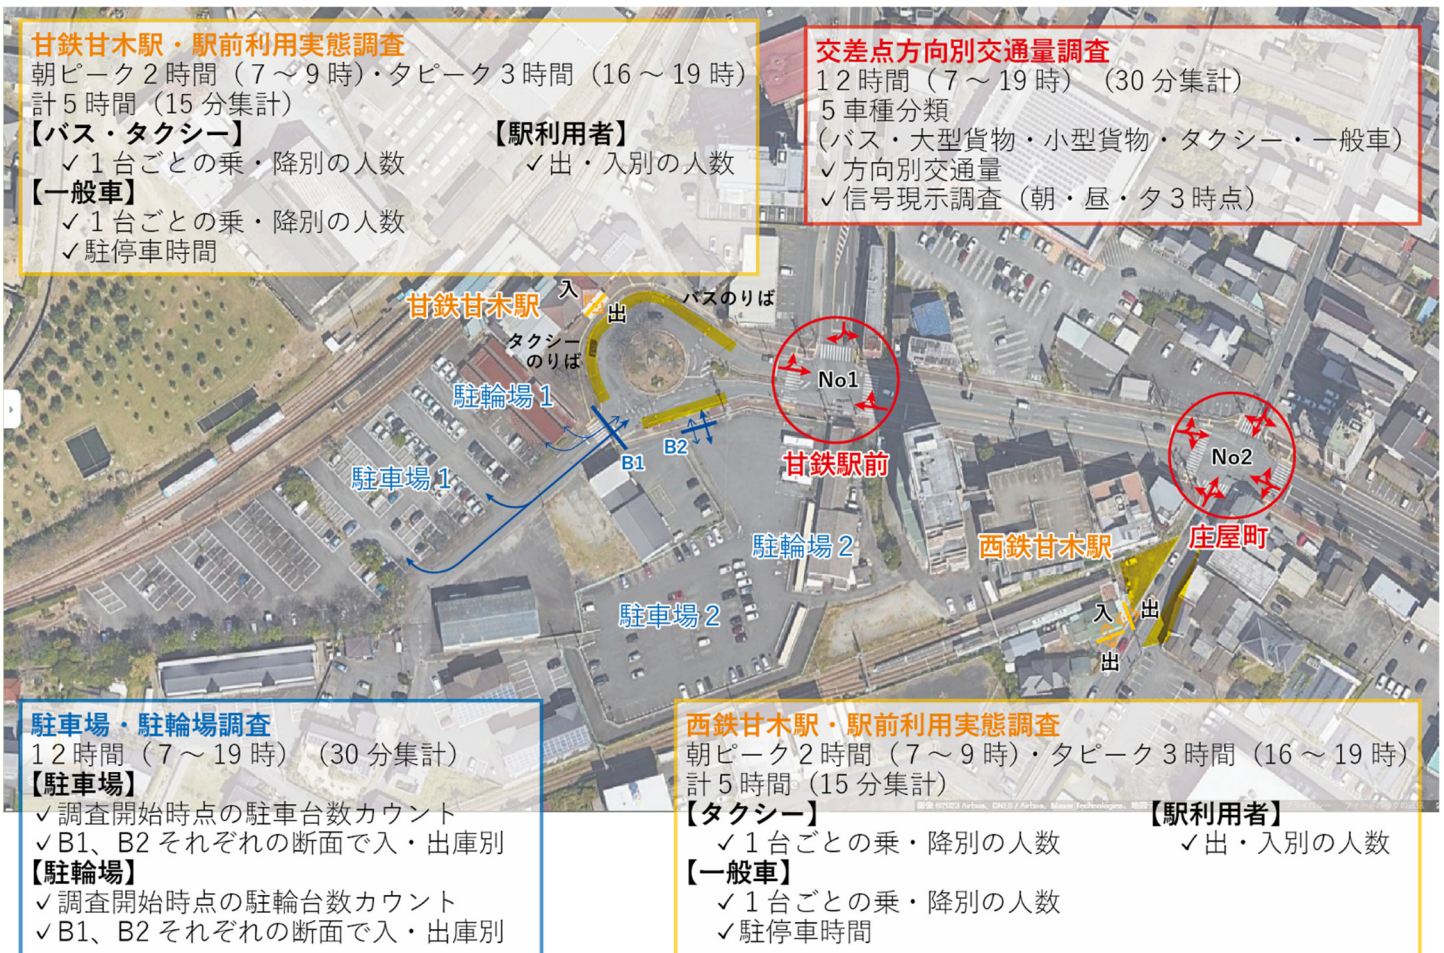 甘鉄甘木駅・駅前利用実態調査
朝ピーク２時間（７～９時）・夕ピーク３時間（16～19時）
計５時間（15分集計）
【バス・タクシー】
✓１台ごとの乗・降別の人数
【一般車】
✓１台ごとの乗・降別の人数
✓駐停車時間
【駅利用者】
✓出・入別の人数
交差点方向別交通量調査
１２時間（７～19時）（30分集計）
５車種分類
（バス・大型貨物・小型貨物・タクシー・一般車）
✓方向別交通量
✓信号現示調査（朝・昼・夕３時点）
甘鉄甘木駅
入
出
バスのりば
タクシー
のりば
駐輪場１
駐車場１
B1
B2
No1
甘鉄駅前
No2
庄屋町
駐輪場２
駐車場２
西鉄甘木駅
入
出
出
駐車場・駐輪場調査
１２時間（７～19時）（30分集計）
【駐車場】
✓調査開始時点の駐車台数カウント
✓B1、B2それぞれの断面で入・出庫別
【駐輪場】
✓調査開始時点の駐輪台数カウント
✓B1、B2それぞれの断面で入・出庫別
西鉄甘木駅・駅前利用実態調査
朝ピーク２時間（７～９時）・夕ピーク３時間（16～19時）
計５時間（15分集計）
【タクシー】
✓１台ごとの乗・降別の人数
【一般車】
✓１台ごとの乗・降別の人数
✓駐停車時間
【駅利用者】
✓出・入別の人数
画像 ©2023 Airbus、CNES / Airbus、Maxar Technologies、